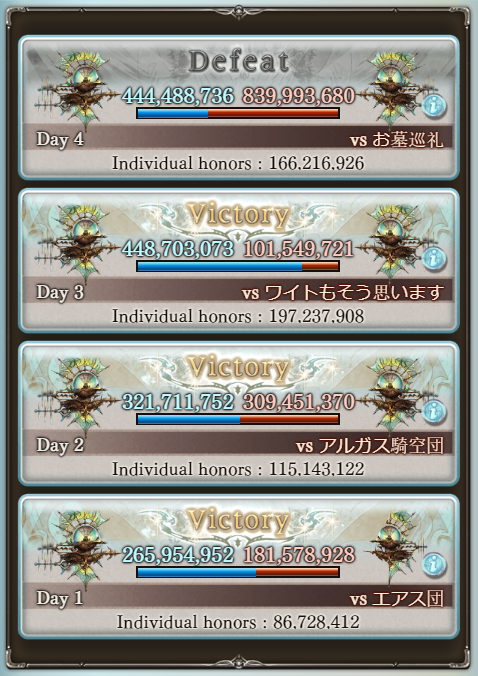 Defeat
444,488,736 839,993,680
Day 4 vs お墓巡礼
Individual honors : 166,216,926
Victory
448,703,073 101,549,721
Day 3 vs ワイトもそう思います
Individual honors : 197,237,908
Victory
321,711,752 309,451,370
Day 2 vs アルガス騎空団
Individual honors : 115,143,122
Victory
265,954,952 181,578,928
Day 1 vs エアス団
Individual honors : 86,728,412